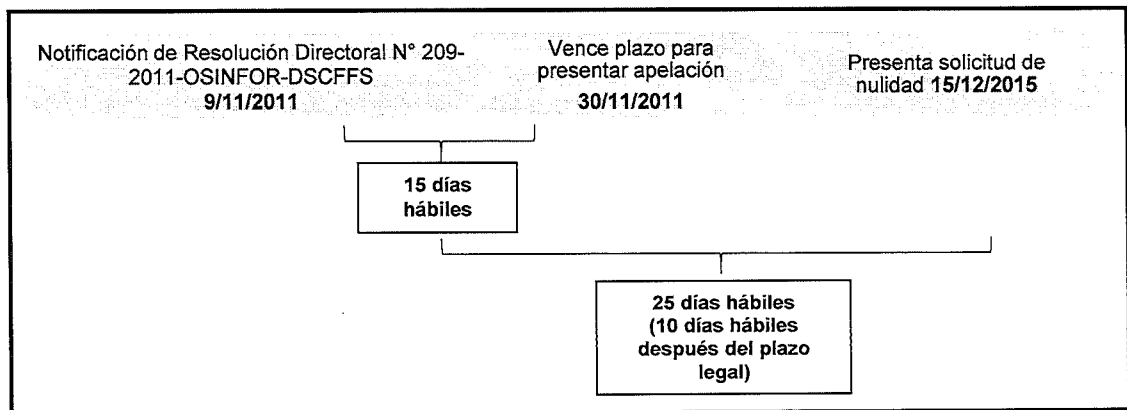 Notificación de Resolución Directoral N° 209-
2011-OSINFOR-DSCFFS
9/11/2011
Vence plazo para
presentar apelación
30/11/2011
Presenta solicitud de
nulidad 15/12/2015
15 días
hábiles
25 días hábiles
(10 días hábiles
después del plazo
legal)